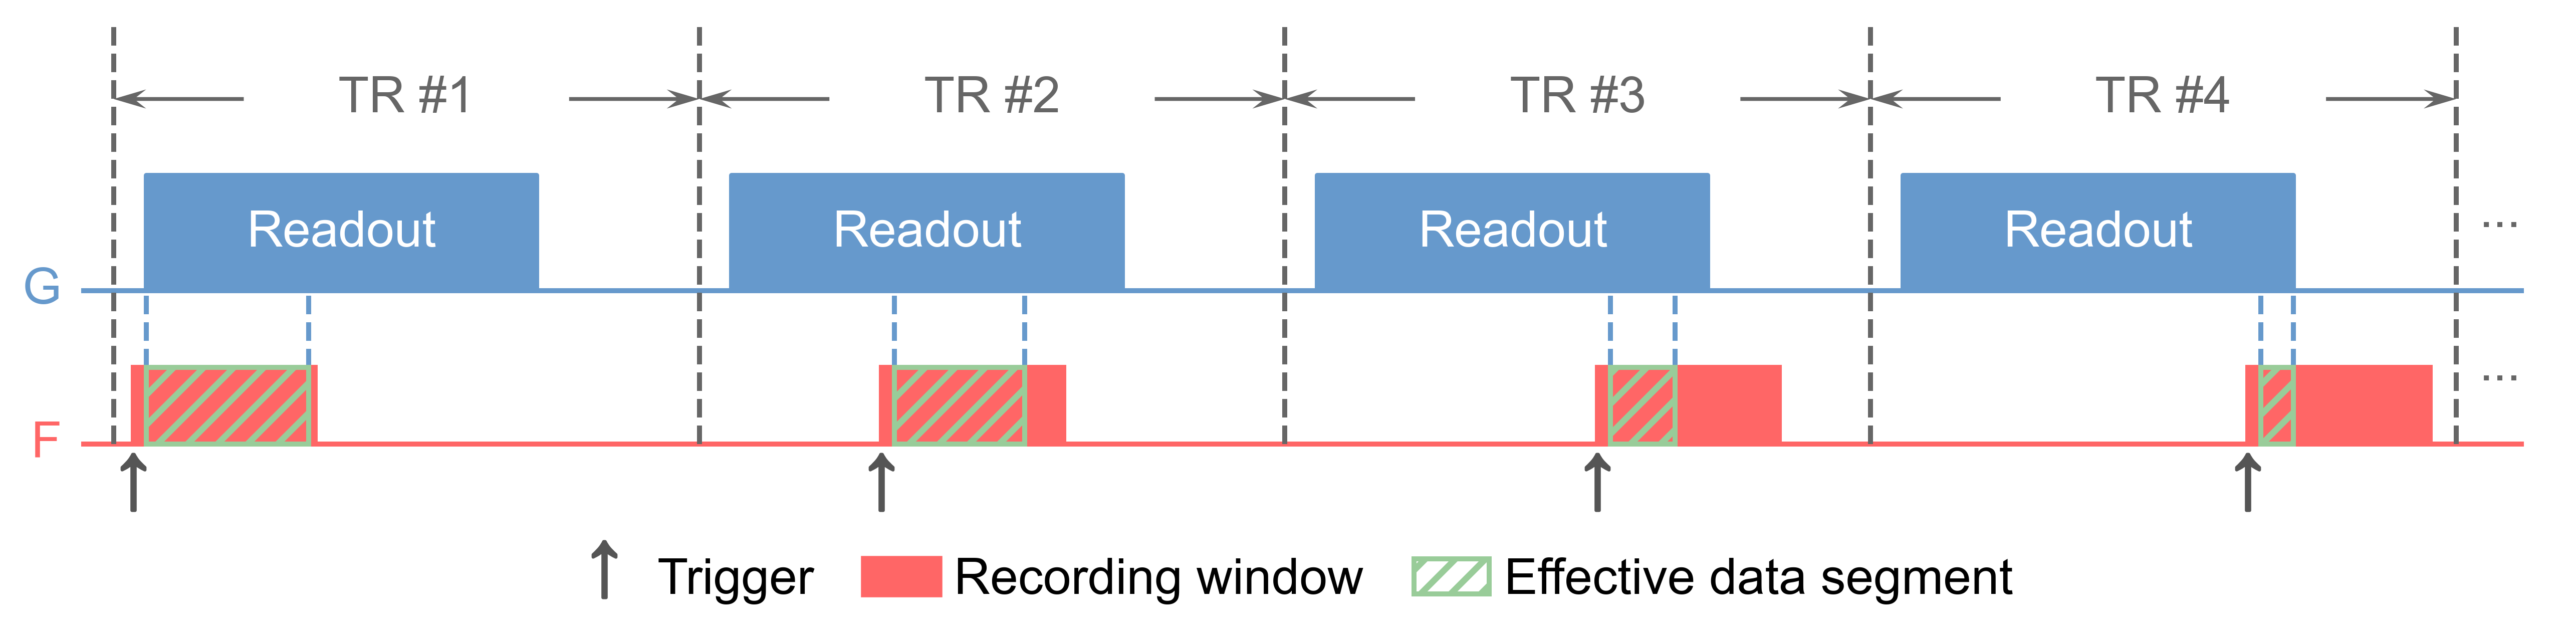 TR #1 TR #2 TR #3 TR #4
Readout Readout Readout Readout ...
G
F ...
Trigger Recording window Effective data segment